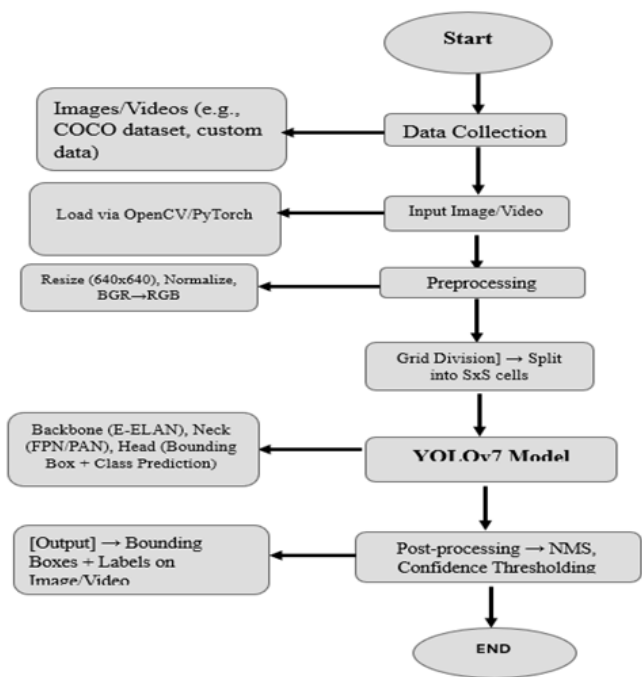 Start
Images/Videos (e.g.,
COCO dataset, custom
data)
Data Collection
Load via OpenCV/PyTorch
Input Image/Video
Resize (640x640), Normalize,
BGR→RGB
Preprocessing
Grid Division] → Split
into SxS cells
Backbone (E-ELAN), Neck
(FPN/PAN), Head (Bounding
Box + Class Prediction)
YOLOv7 Model
[Output] → Bounding
Boxes + Labels on
Image/Video
Post-processing → NMS,
Confidence Thresholding
END